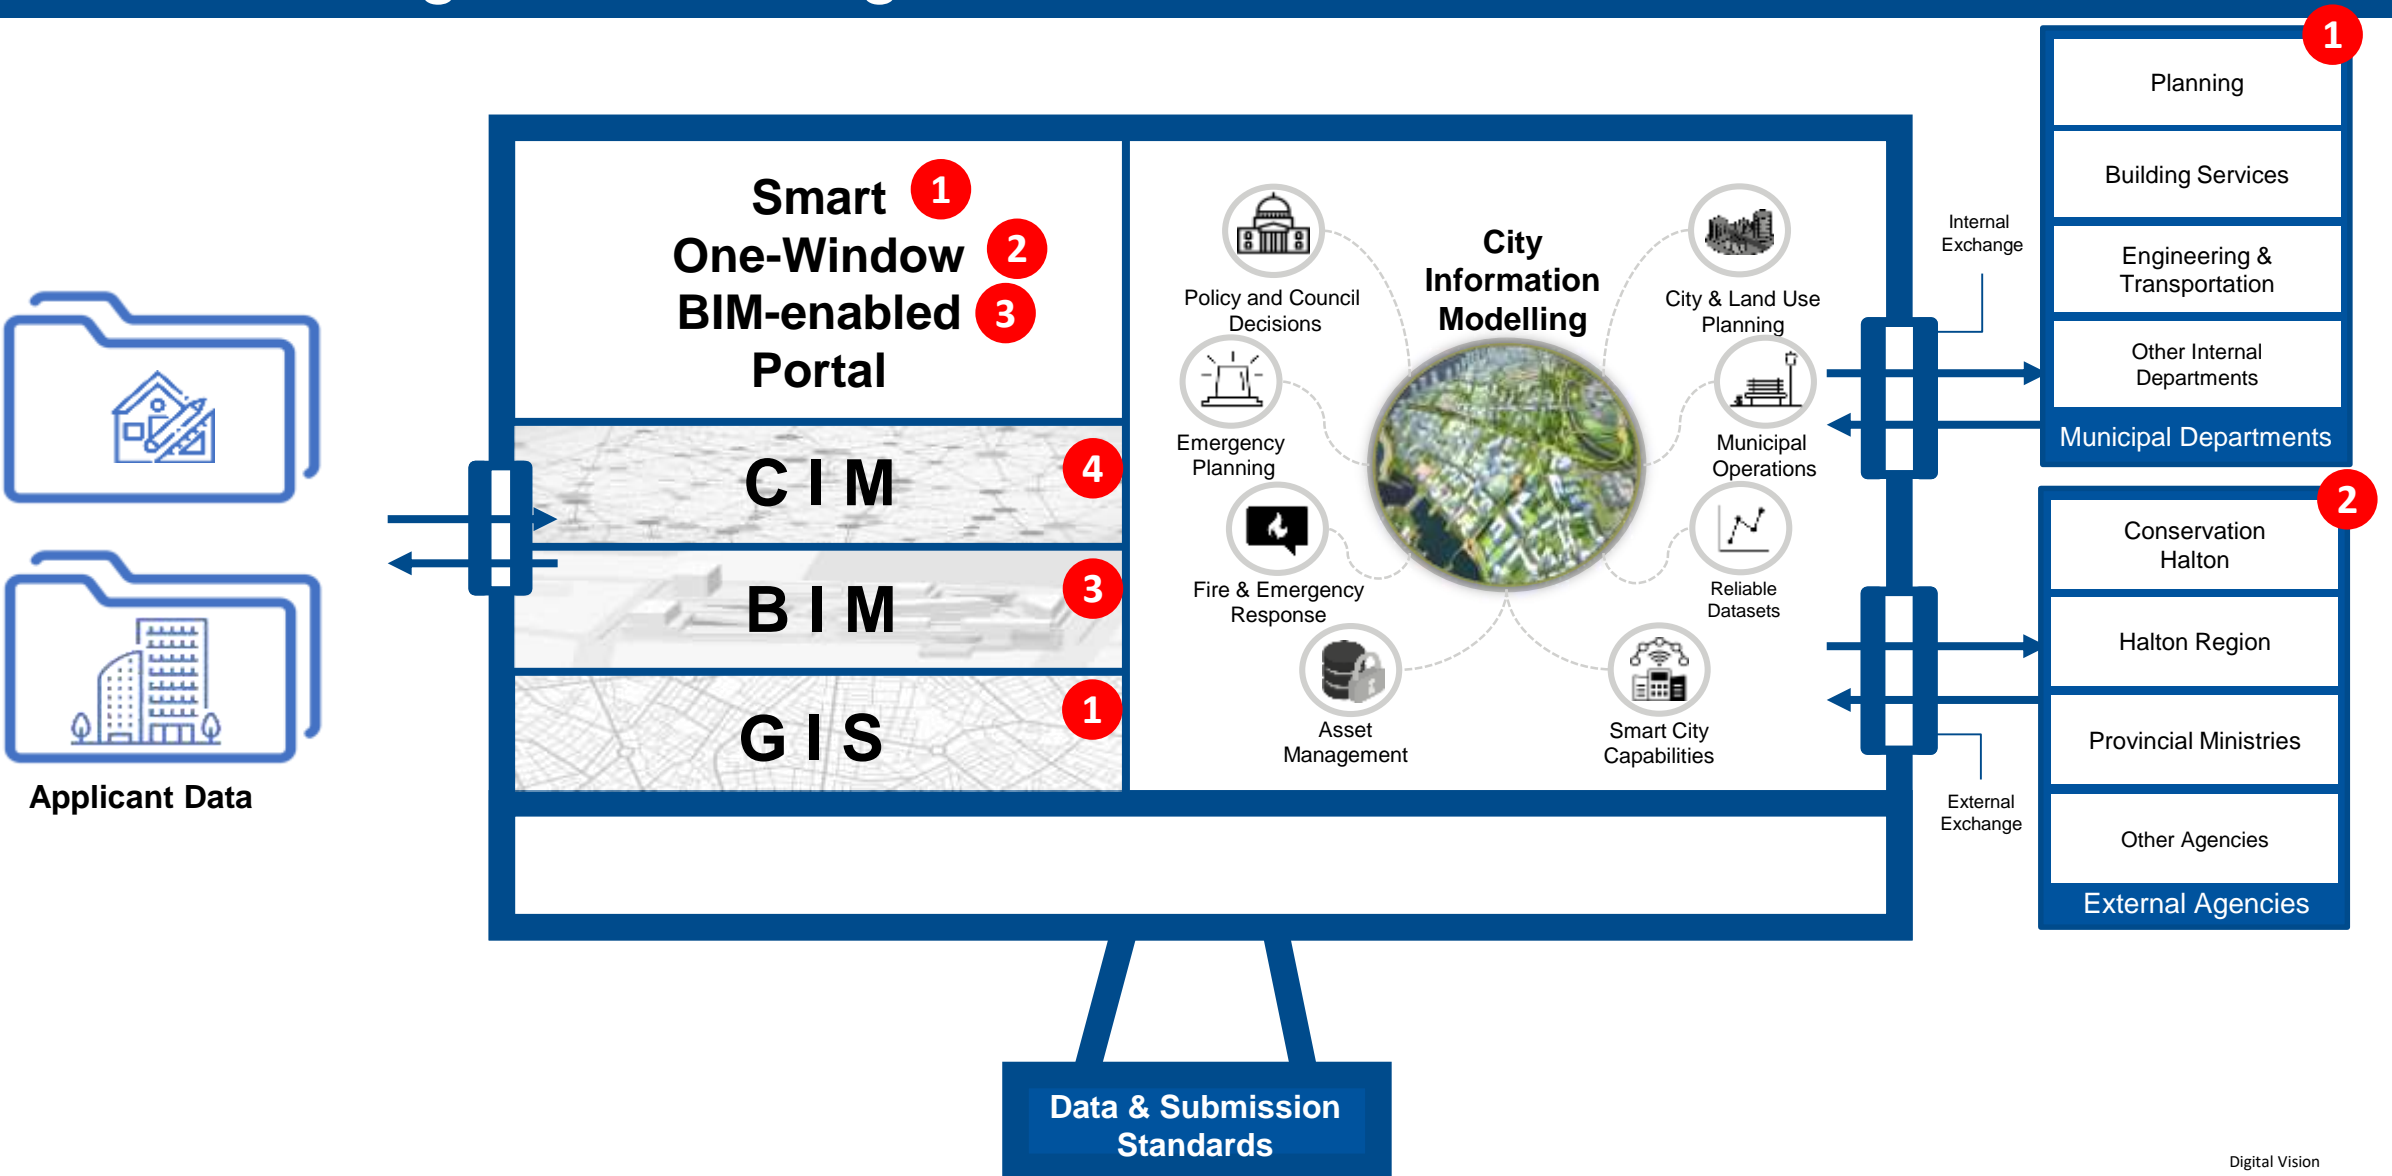 Smart 1
One-Window 2
BIM-enabled 3
Portal
CIM 4
BIM 3
GIS 1
Applicant Data
City
Information
Modelling
Policy and Council
Decisions
Emergency
Planning
Fire & Emergency
Response
Asset
Management
City & Land Use
Planning
Municipal
Operations
Reliable
Datasets
Smart City
Capabilities
Internal
Exchange
External
Exchange
1
Planning
Building Services
Engineering &
Transportation
Other Internal
Departments
Municipal Departments
2
Conservation
Halton
Halton Region
Provincial Ministries
Other Agencies
External Agencies
Data & Submission
Standards
Digital Vision